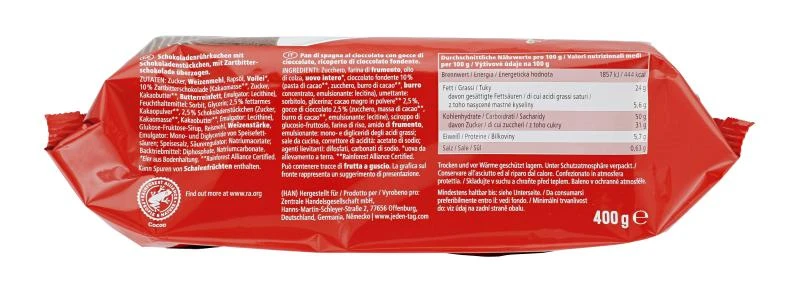 DE Schokoladenrührkuchen mit
Schokoladenstückchen, mit Zartbitter-
schokolade überzogen.
ZUTATEN: Zucker, Weizenmehl, Rapsöl, Vollei*,
10% Zartbitterschokolade (Kakaomasse**, Zucker,
Kakaobutter**, Butterreinfett, Emulgator: Lecithine),
Feuchthaltemittel: Sorbit, Glycerin; 2,5% fettarmes
Kakaopulver**, 2,5% Schokoladenstückchen (Zucker,
Kakaomasse**, Kakaobutter**, Emulgator: Lecithine),
Glukose-Fruktose-Sirup, Reismehl, Weizenstärke,
Emulgator: Mono- und Diglyceride von Speisefett-
säuren; Speisesalz, Säureregulator: Natriumacetate;
Backtriebmittel: Diphosphate, Natriumcarbonate.
*Eier aus Bodenhaltung. **Rainforest Alliance Certified.
Kann Spuren von Schalenfrüchten enthalten.
RAINFOREST ALLIANCE
CERTIFIED
Cocoa
Find out more at www.ra.org
IT Pan di spagna al cioccolato con gocce di
cioccolato, ricoperto di cioccolato fondente.
INGREDIENTI: Zucchero, farina di frumento, olio
di colza, uovo intero*, cioccolato fondente 10%
(pasta di cacao**, zucchero, burro di cacao**, burro
concentrato, emulsionante: lecitine), umettante:
sorbitolo, glicerina; cacao magro in polvere** 2,5%,
gocce di cioccolato 2,5% (zucchero, massa di cacao**,
burro di cacao**, emulsionante: lecitine), sciroppo di
glucosio-fruttosio, farina di riso, amido di frumento,
emulsionante: mono- e digliceridi degli acidi grassi;
sale da cucina, correttore di acidità: acetato di sodio;
agenti lievitanti: difosfati, carbonati di sodio. *uova da
allevamento a terra. **Rainforest Alliance Certified.
Può contenere tracce di frutta a guscio. La grafica sul
fronte rappresenta un suggerimento di presentazione.
(HAN) Hergestellt für / Prodotto per / Vyrobeno pro:
Zentrale Handelsgesellschaft mbH,
Hanns-Martin-Schleyer-Straße 2, 77656 Offenburg,
Deutschland, Germania, Německo | www.jeden-tag.com
Durchschnittliche Nährwerte pro 100 g / Valori nutrizionali medi
per 100 g / Výživové údaje na 100 g
Brennwert / Energia / Energetická hodnota 1857 kJ / 444 kcal
Fett / Grassi / Tuky 24 g
davon gesättigte Fettsäuren / di cui acidi grassi saturi /
z toho nasycené mastné kyseliny 5,6 g
Kohlenhydrate / Carboidrati / Sacharidy 50 g
davon Zucker / di cui zuccheri / z toho cukry 31 g
Eiweiß / Proteine / Bílkoviny 5,7 g
Salz / Sale / Sůl 0,63 g
Trocken und vor Wärme geschützt lagern. Unter Schutzatmosphäre verpackt. /
Conservare all'asciutto ed al riparo dal calore. Confezionato in atmosfera
protettiva. / Skladujte v suchu a chraňte před teplem. Baleno v ochranné atmosféře.
Mindestens haltbar bis: siehe Unterseite. / Da consumarsi
preferibilmente entro il: vedi fondo. / Minimální trvanlivost
do: viz údaj na zadní straně obalu.
400 g ℮